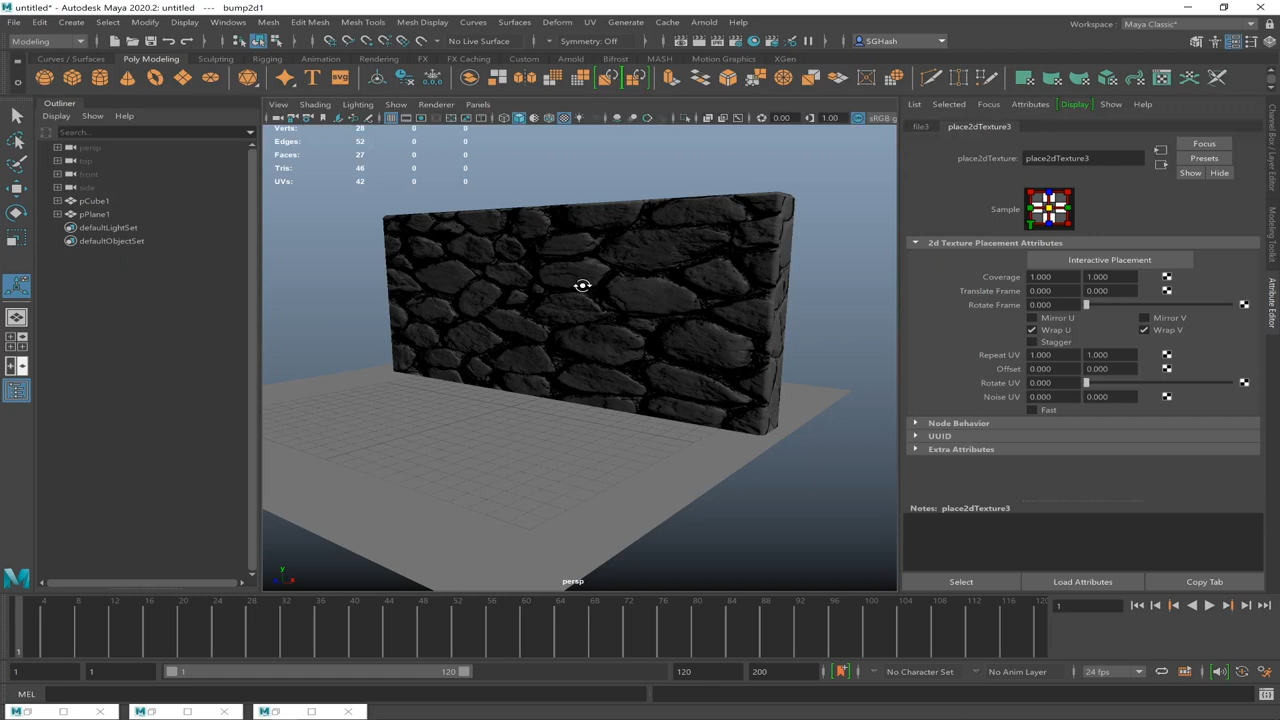 untitled* - Autodesk Maya 2020.2: untitled --- bump2d1
File Edit Create Select Modify Display Windows Mesh Edit Mesh Mesh Tools Mesh Display Curves Surfaces Deform UV Generate Cache Arnold Help
Workspace : Maya Classic*
Modeling No Live Surface Symmetry: Off SGHash
Curves / Surfaces Poly Modeling Sculpting Rigging Animation Rendering FX FX Caching Custom Arnold Bifrost MASH Motion Graphics XGen
SVG
Outliner
Display Show Help
Search...
persp
top
front
side
pCube1
pPlane1
defaultLightSet
defaultObjectSet
View Shading Lighting Show Renderer Panels
0.00 1.00 sRGB g
Verts: 28 0 0
Edges: 52 0 0
Faces: 27 0 0
Tris: 46 0 0
UVs: 42 0 0
y
persp
List Selected Focus Attributes Display Show Help
file3 place2dTexture3
place2dTexture: place2dTexture3
Focus
Presets
Show Hide
Sample
2d Texture Placement Attributes
Interactive Placement
Coverage 1.000 1.000
Translate Frame 0.000 0.000
Rotate Frame 0.000
Mirror U Mirror V
Wrap U Wrap V
Stagger
Repeat UV 1.000 1.000
Offset 0.000 0.000
Rotate UV 0.000
Noise UV 0.000 0.000
Fast
Node Behavior
UUID
Extra Attributes
Notes: place2dTexture3
Select Load Attributes Copy Tab
Channel Box / Layer Editor
Modeling Toolkit
Attribute Editor
4 8 12 16 20 24 28 32 36 40 44 48 52 56 60 64 68 72 76 80 84 88 92 96 100 104 108 112 116 120
1
1
1 1 1 120 120 200 No Character Set No Anim Layer 24 fps
MEL